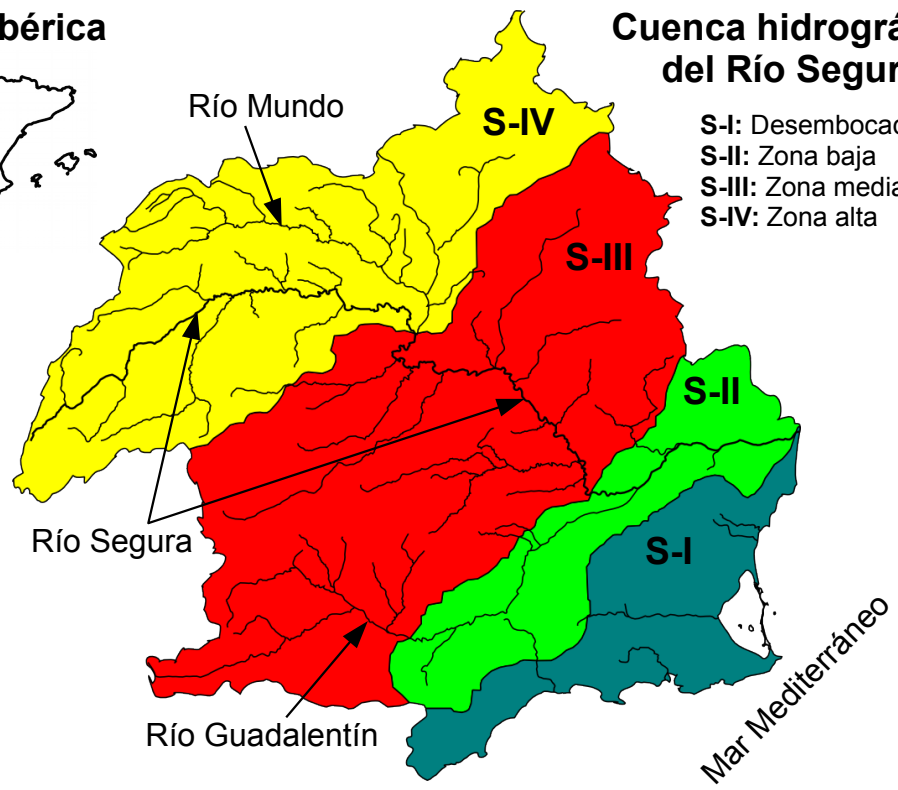 bérica
Cuenca hidrográ
del Río Segur
S-I: Desemboca
S-II: Zona baja
S-III: Zona media
S-IV: Zona alta
Río Mundo
S-IV
S-III
S-II
S-I
Río Segura
Río Guadalentín
Mar Mediterráneo